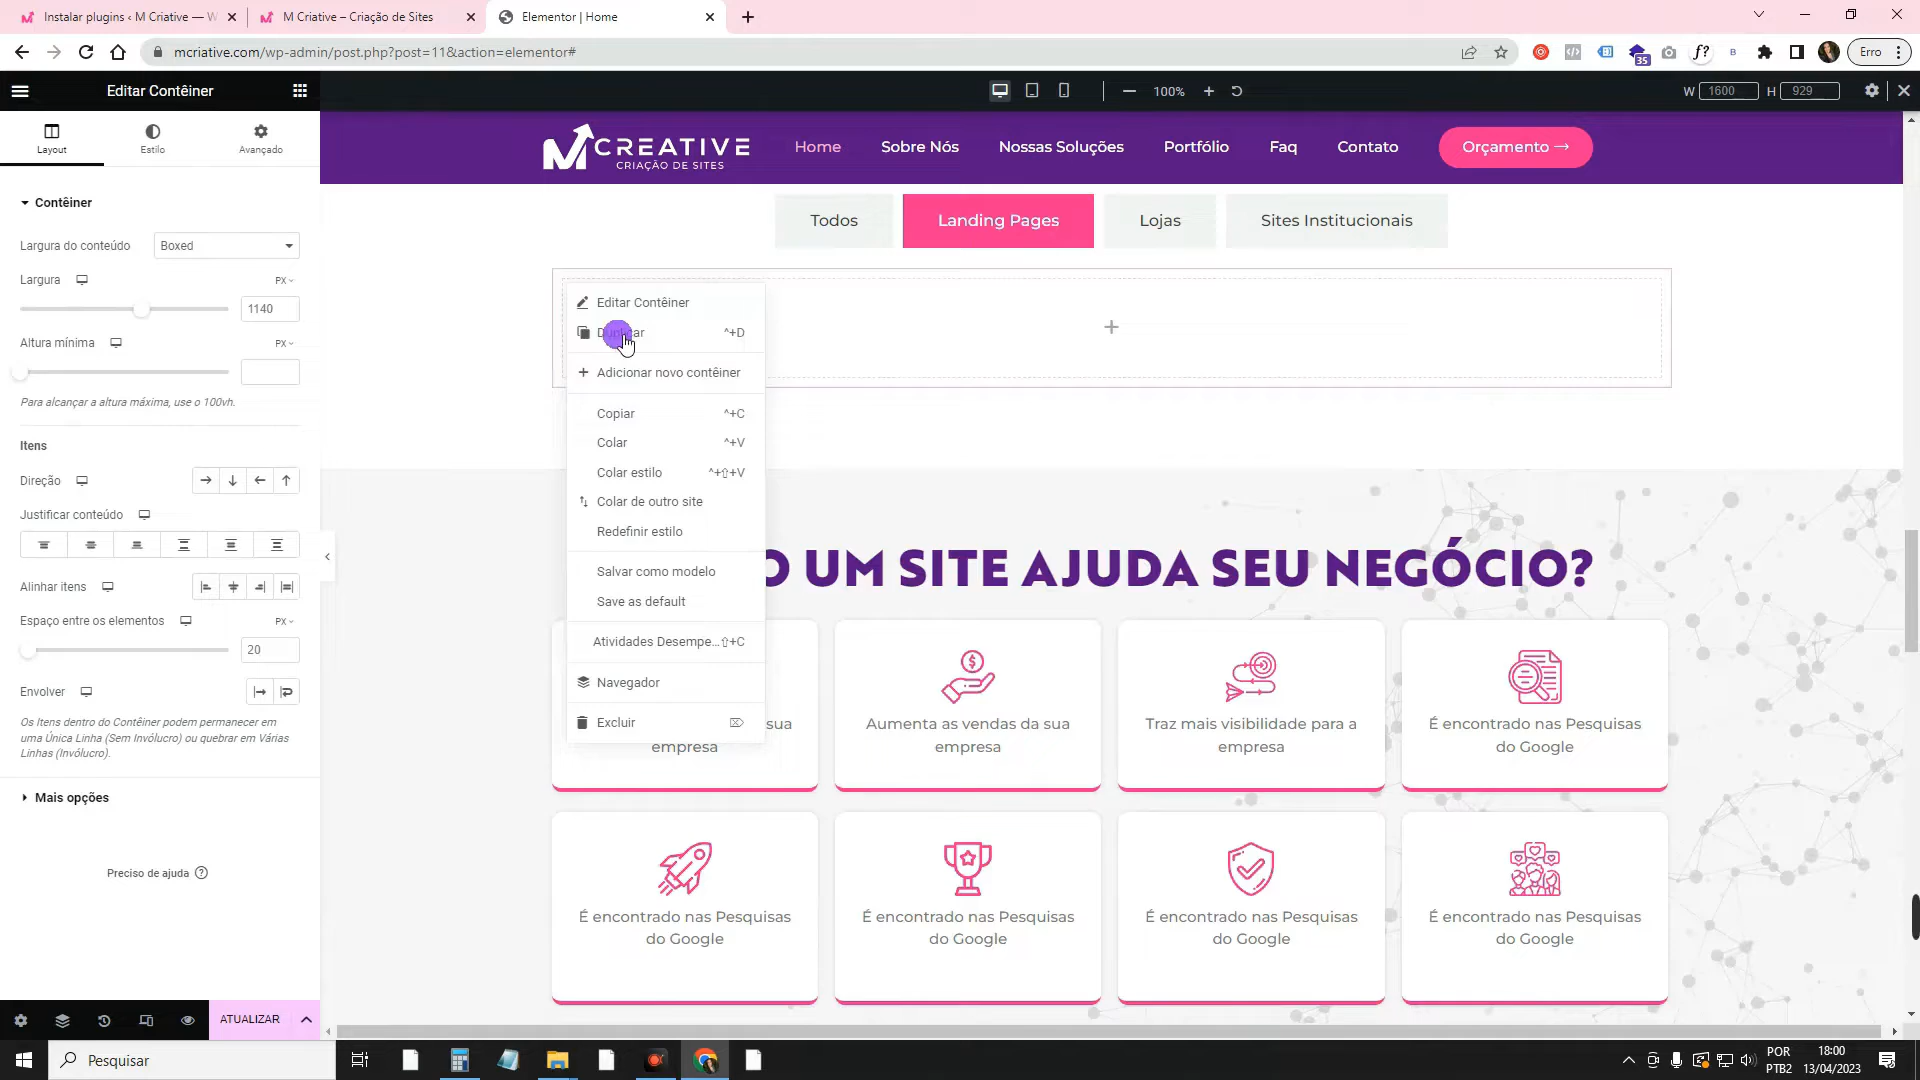 Instalar plugins ‹ M Criative — W
M Criative – Criação de Sites
Elementor | Home
mcriative.com/wp-admin/post.php?post=11&action=elementor#
35
f?
B
Erro
Editar Contêiner
100%
W 1600
H 929
Layout
Estilo
Avançado
CREATIVE
CRIAÇÃO DE SITES
Home
Sobre Nós
Nossas Soluções
Portfólio
Faq
Contato
Orçamento →
Contêiner
Largura do conteúdo
Boxed
Largura
PX
1140
Altura mínima
PX
Para alcançar a altura máxima, use o 100vh.
Itens
Direção
Justificar conteúdo
Alinhar itens
Espaço entre os elementos
PX
20
Envolver
Os Itens dentro do Contêiner podem permanecer em
uma Única Linha (Sem Invólucro) ou quebrar em Várias
Linhas (Invólucro).
Mais opções
Preciso de ajuda
ATUALIZAR
Todos
Landing Pages
Lojas
Sites Institucionais
Editar Contêiner
Duplicar ^+D
Adicionar novo contêiner
Copiar ^+C
Colar ^+V
Colar estilo ^+⇧+V
Colar de outro site
Redefinir estilo
Salvar como modelo
Save as default
Atividades Desempe...⇧+C
Navegador
Excluir ⌦
O UM SITE AJUDA SEU NEGÓCIO?
sua
empresa
Aumenta as vendas da sua
empresa
Traz mais visibilidade para a
empresa
É encontrado nas Pesquisas
do Google
É encontrado nas Pesquisas
do Google
É encontrado nas Pesquisas
do Google
É encontrado nas Pesquisas
do Google
É encontrado nas Pesquisas
do Google
Pesquisar
POR
PTB2
18:00
13/04/2023